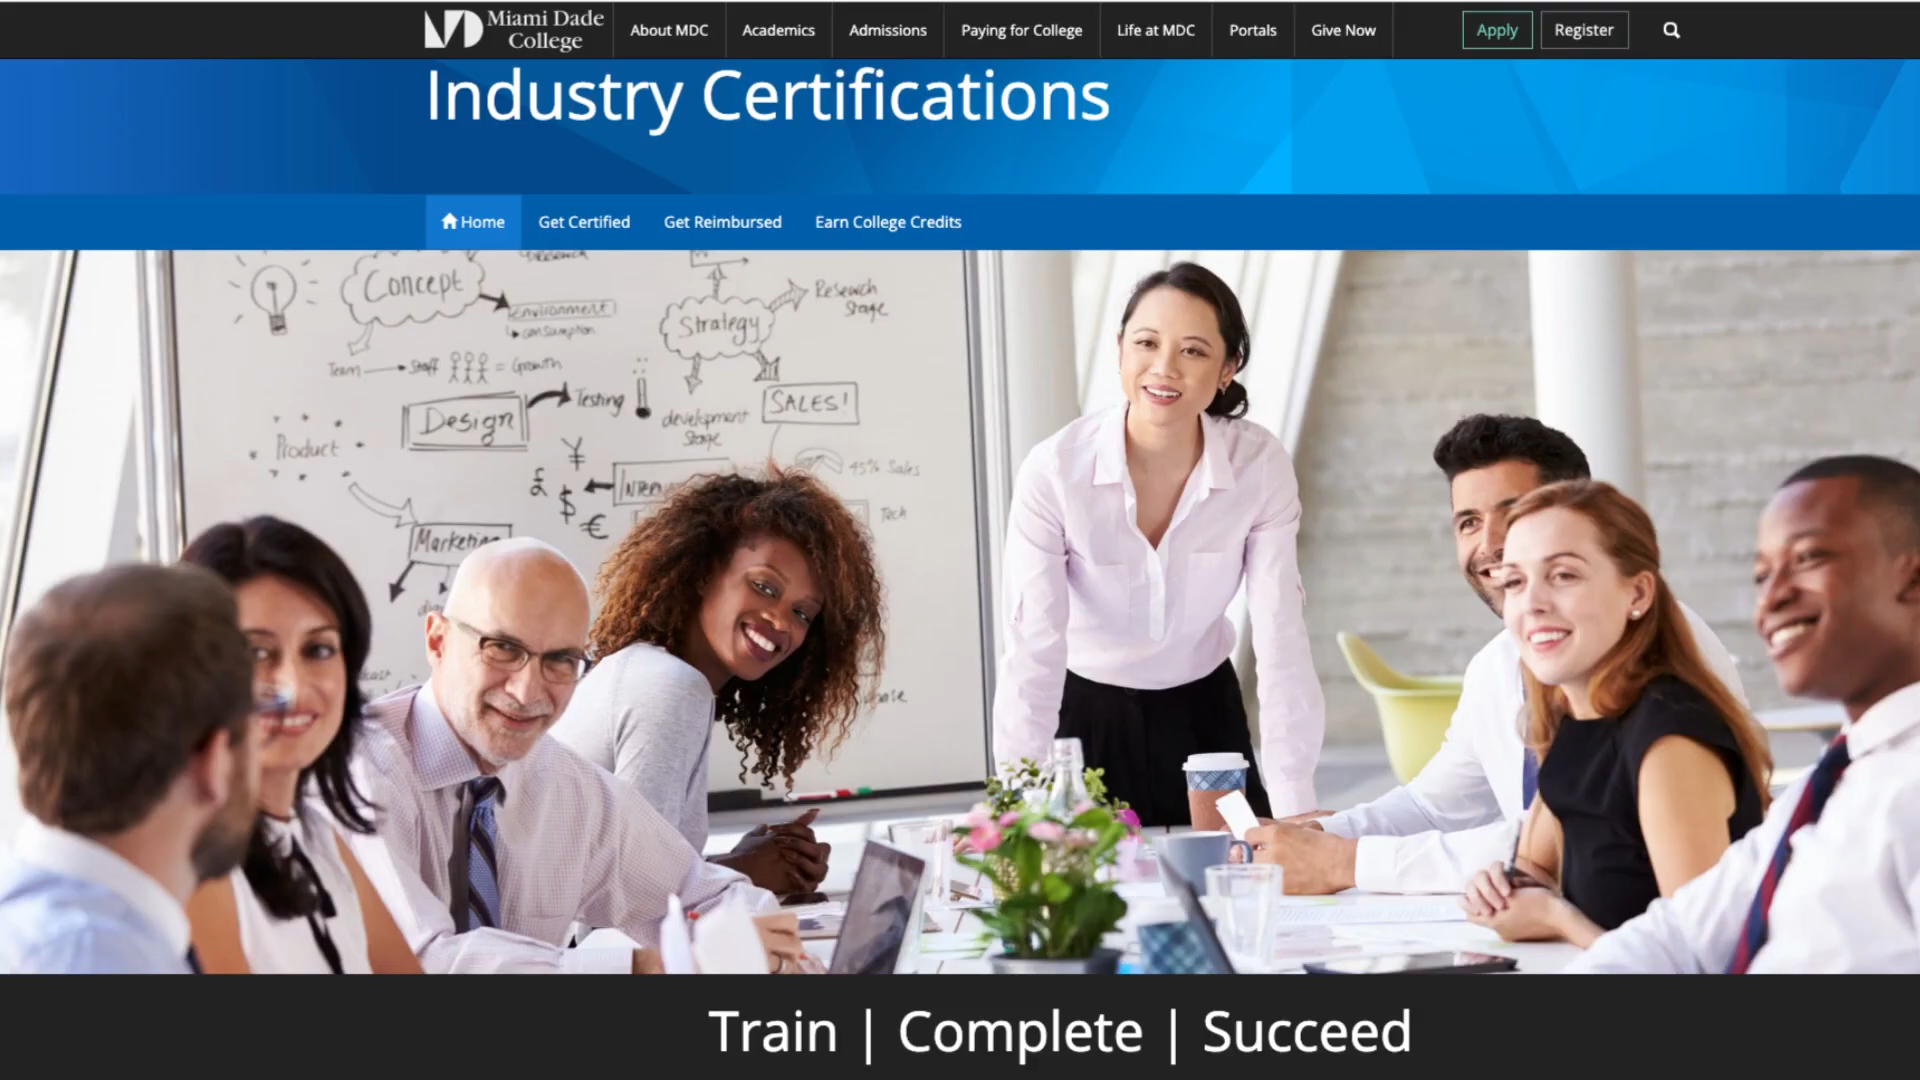 Miami Dade
College
About MDC
Academics
Admissions
Paying for College
Life at MDC
Portals
Give Now
Apply
Register
Industry Certifications
Home
Get Certified
Get Reimbursed
Earn College Credits
Concept
Environment
consumption
Research
Stage
Strategy
Team
Staff
= Growth
Testing
Design
development
Stage
SALES!
Product
¥
£
$
€
45% Sales
Tech
Marketing
Train | Complete | Succeed